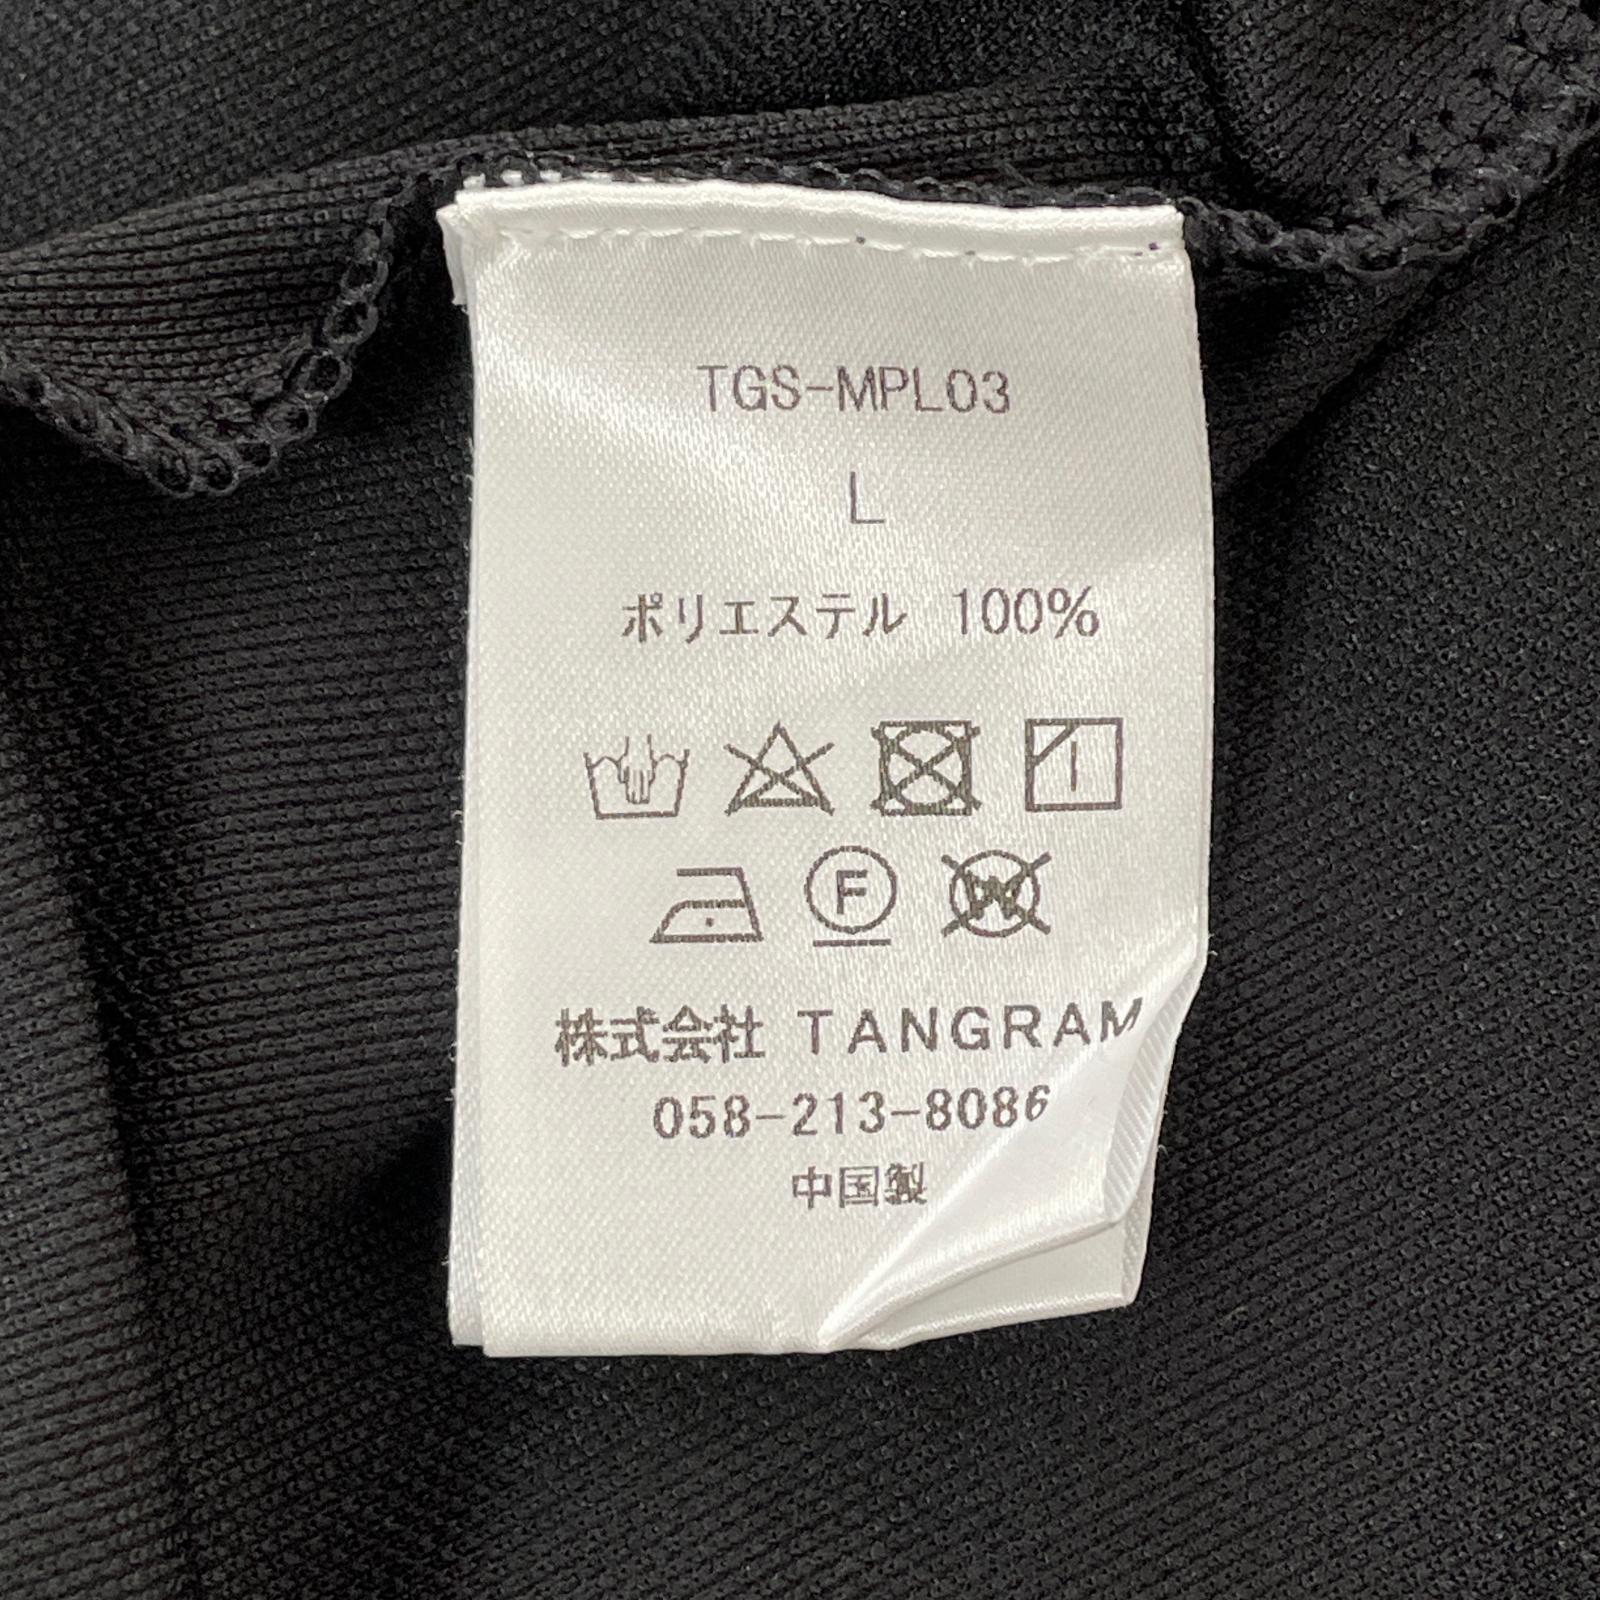 TGS-MPL03
L
ポリエステル 100%
F W
株式会社 TANGRAM
058-213-8086
中国製